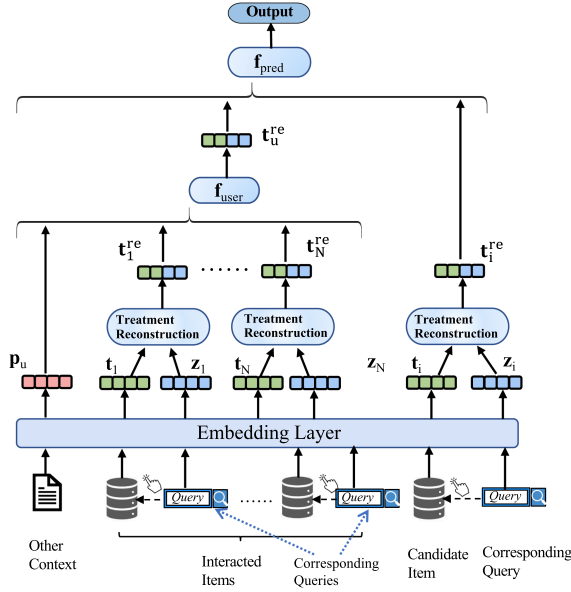 Output
f_pred
t_u^re
f_user
t_1^re
......
t_N^re
t_i^re
Treatment
Reconstruction
Treatment
Reconstruction
Treatment
Reconstruction
p_u
t_1
z_1
t_N
z_N
t_i
z_i
Embedding Layer
Query
......
Query
Query
Other
Context
Interacted
Items
Corresponding
Queries
Candidate
Item
Corresponding
Query